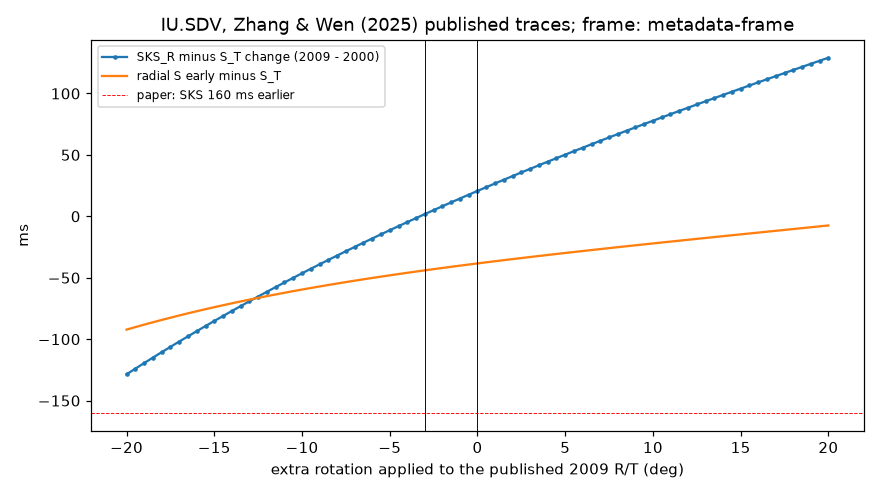 IU.SDV, Zhang & Wen (2025) published traces; frame: metadata-frame
SKS_R minus S_T change (2009 - 2000)
radial S early minus S_T
paper: SKS 160 ms earlier
ms
100
50
0
−50
−100
−150
−20
−15
−10
−5
0
5
10
15
20
extra rotation applied to the published 2009 R/T (deg)